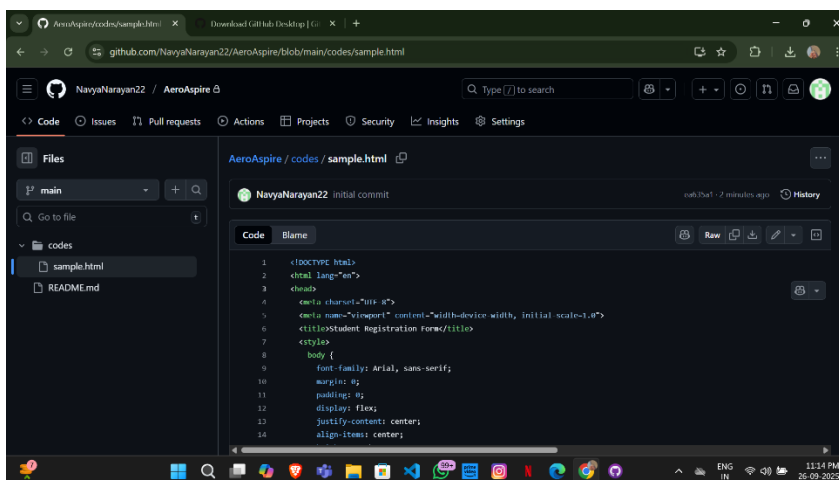 AeroAspire/codes/sample.html
Download GitHub Desktop | Gi
github.com/NavyaNarayan22/AeroAspire/blob/main/codes/sample.html
NavyaNarayan22 / AeroAspire
Type / to search
Code Issues Pull requests Actions Projects Security Insights Settings
Files
AeroAspire / codes / sample.html
main
NavyaNarayan22 initial commit
2 minutes ago History
Go to file t
Code Blame
Raw
codes
sample.html
README.md
1 <!DOCTYPE html>
2 <html lang="en">
3 <head>
4 <meta charset="UTF-8">
5 <meta name="viewport" content="width=device-width, initial-scale=1.0">
6 <title>Student Registration Form</title>
7 <style>
8 body {
9 font-family: Arial, sans-serif;
10 margin: 0;
11 padding: 0;
12 display: flex;
13 justify-content: center;
14 align-items: center;
7
99+
ENG
IN
11:14 PM
26-09-2025